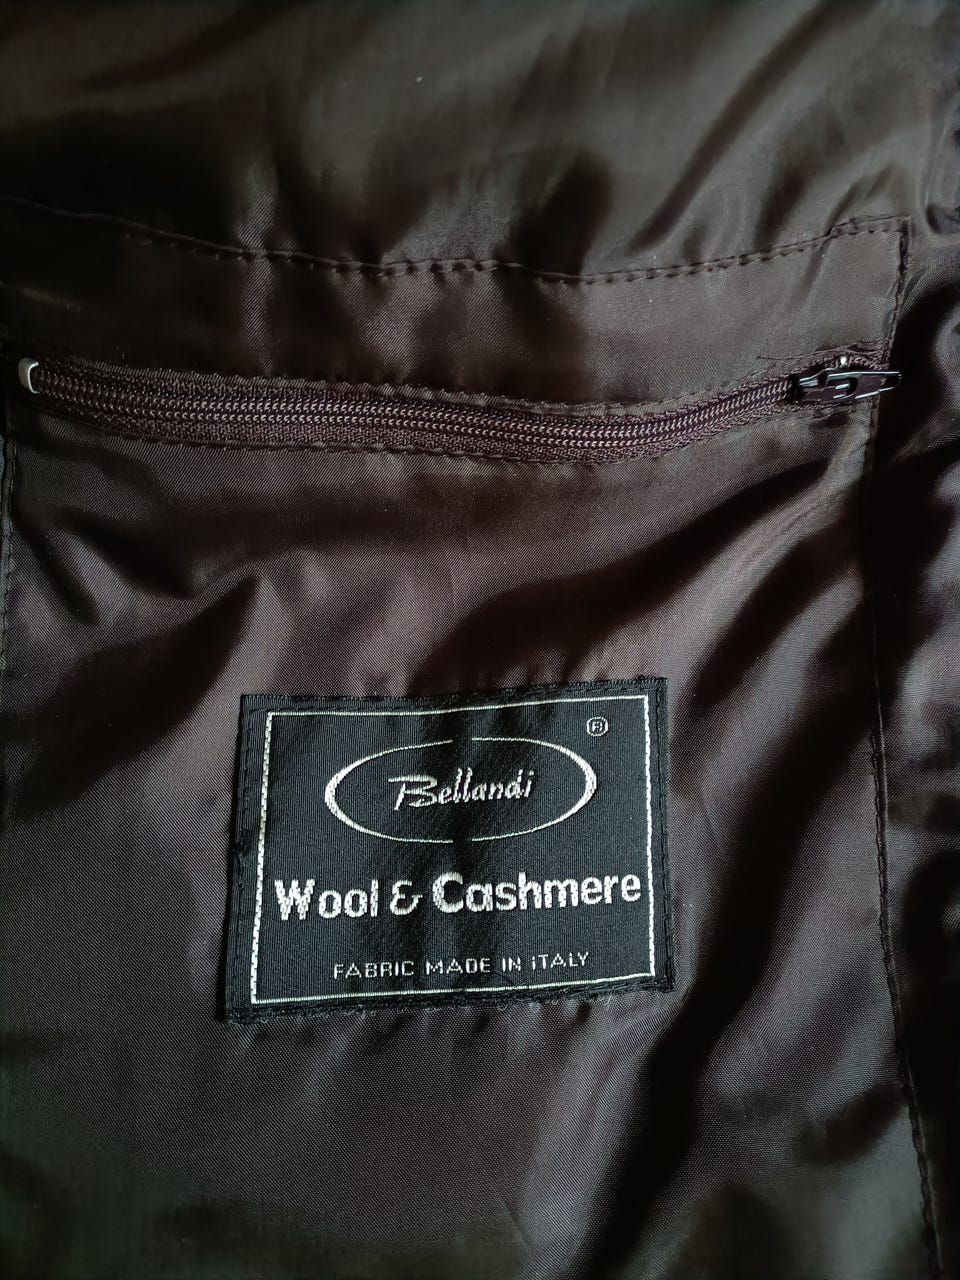 ®
Bellandi
Wool & Cashmere
FABRIC MADE IN ITALY